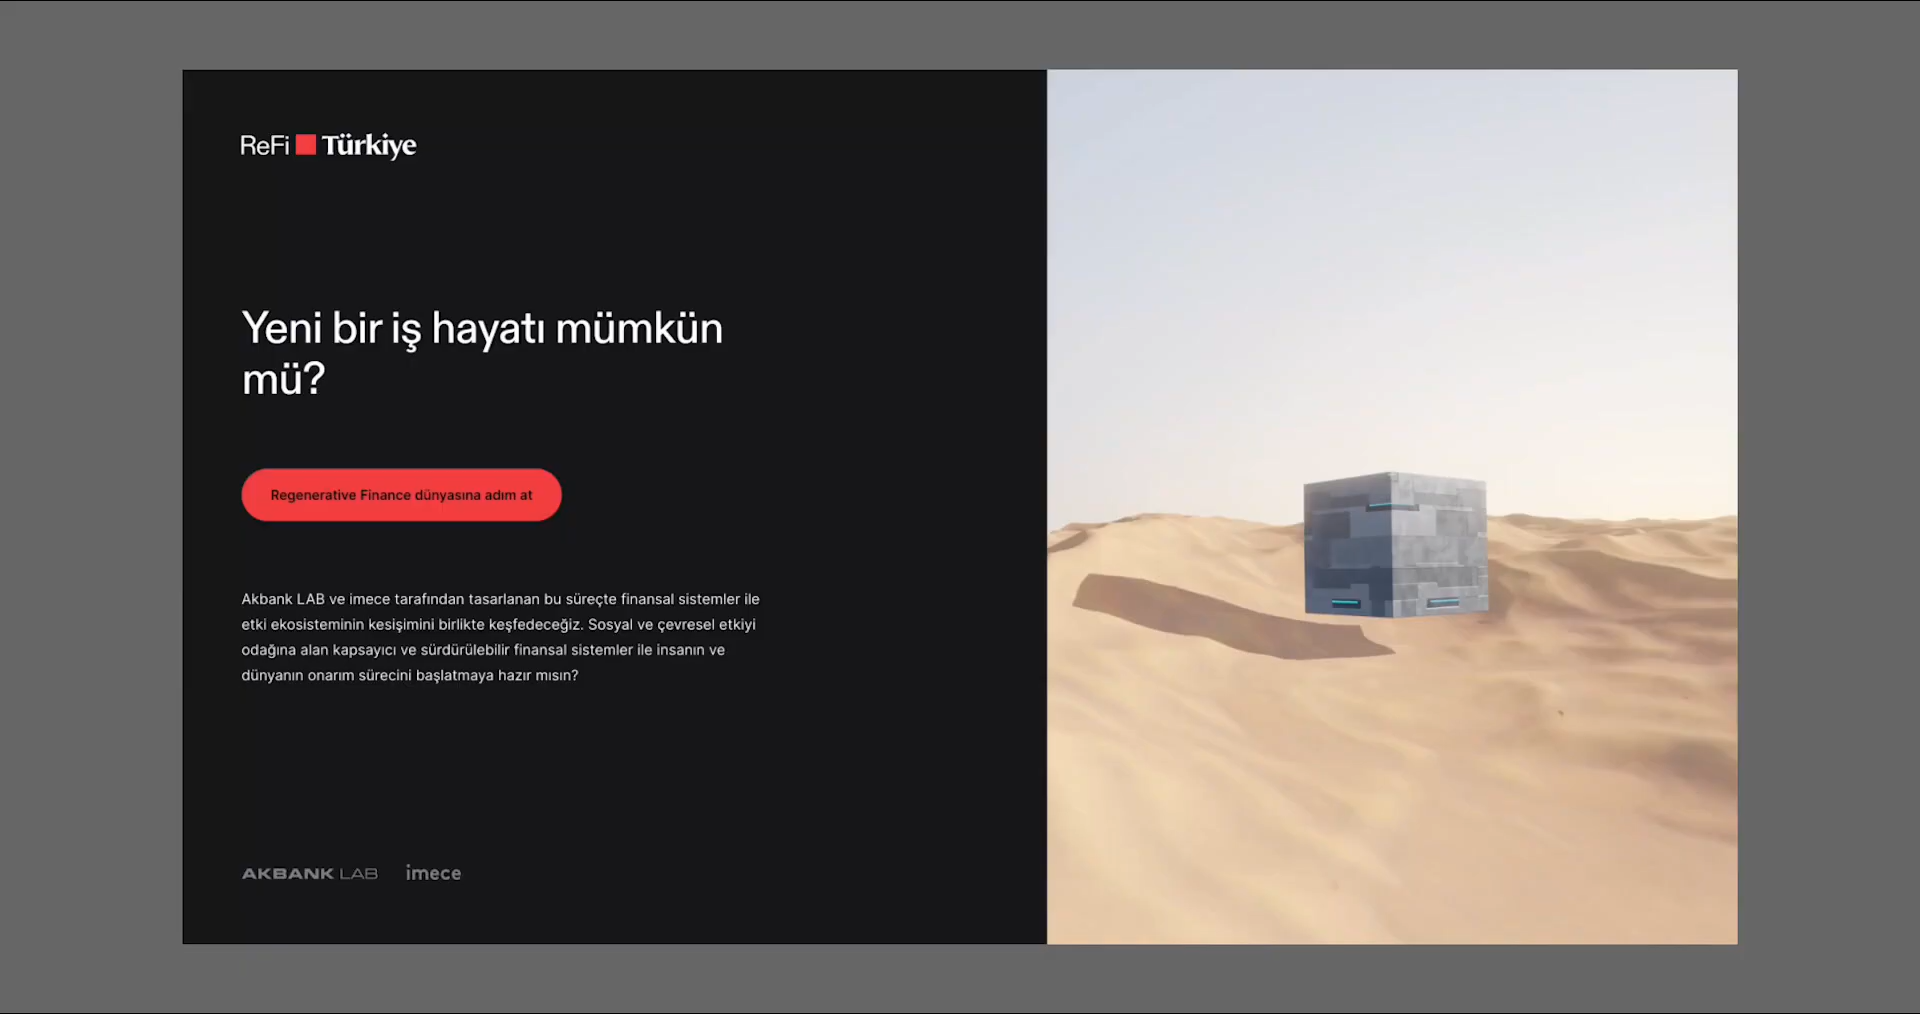 ReFi Türkiye
Yeni bir iş hayatı mümkün
mü?
Regenerative Finance dünyasına adım at
Akbank LAB ve imece tarafından tasarlanan bu süreçte finansal sistemler ile
etki ekosisteminin kesişimini birlikte keşfedeceğiz. Sosyal ve çevresel etkiyi
odağına alan kapsayıcı ve sürdürülebilir finansal sistemler ile insanın ve
dünyanın onarım sürecini başlatmaya hazır mısın?
AKBANK LAB imece